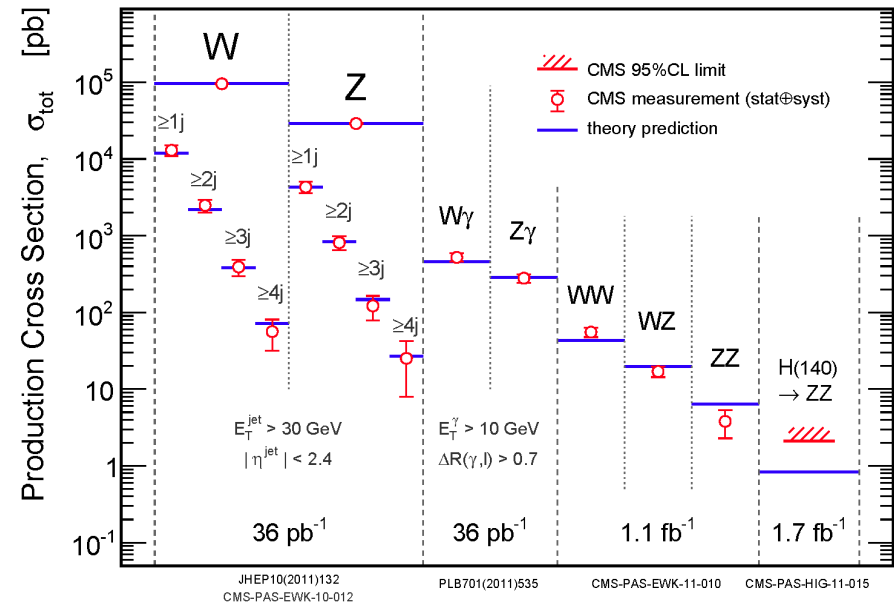 Production Cross Section, σ_tot [pb]
10^5
10^4
10^3
10^2
10
1
10^-1
W
Z
≥1j
≥2j
≥3j
≥4j
≥1j
≥2j
≥3j
≥4j
Wγ
Zγ
WW
WZ
ZZ
H(140)
→ ZZ
CMS 95%CL limit
CMS measurement (stat⊕syst)
theory prediction
E_T^jet > 30 GeV
|η^jet| < 2.4
E_T^γ > 10 GeV
ΔR(γ,l) > 0.7
36 pb^-1
36 pb^-1
1.1 fb^-1
1.7 fb^-1
JHEP10(2011)132
CMS-PAS-EWK-10-012
PLB701(2011)535
CMS-PAS-EWK-11-010
CMS-PAS-HIG-11-015